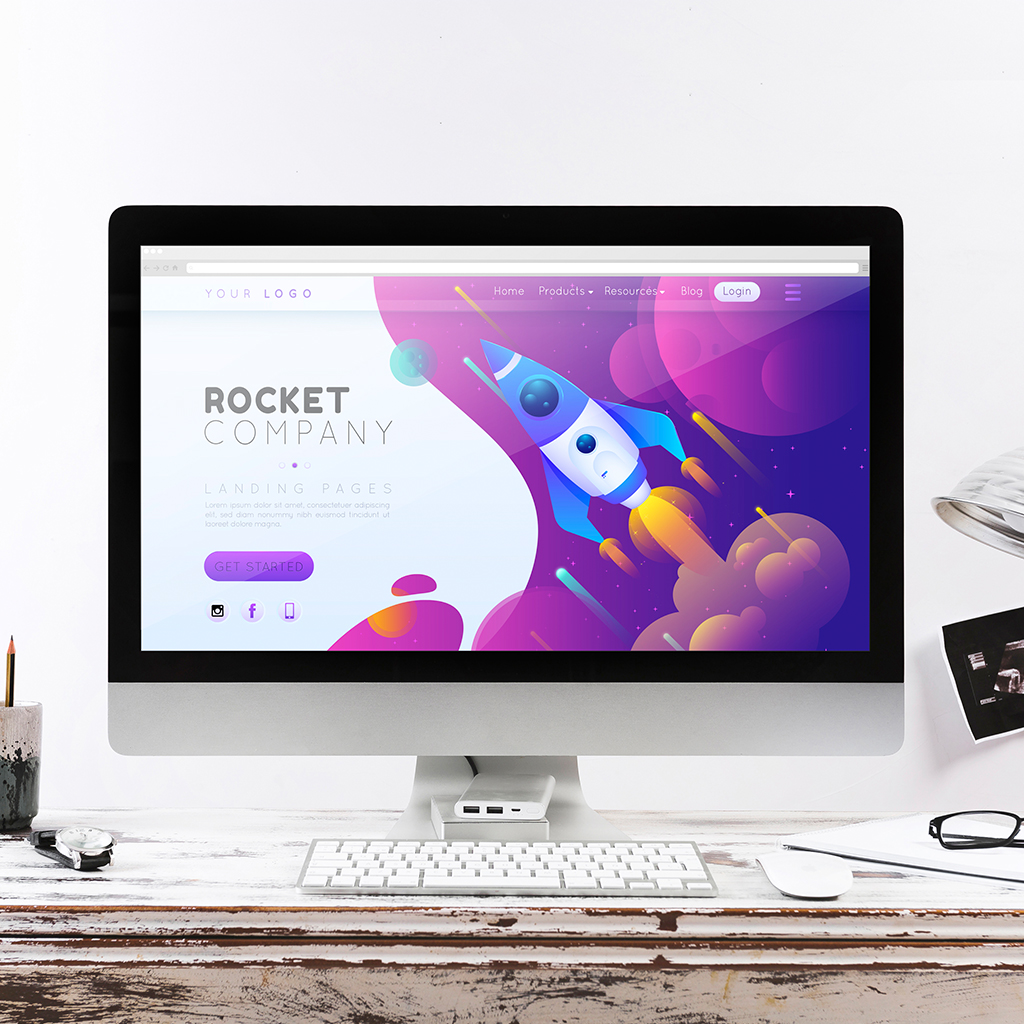 YOUR LOGO
Home Products Resources Blog Login
ROCKET
COMPANY
LANDING PAGES
Lorem ipsum dolor sit amet, consectetuer adipiscing
elit, sed diam nonummy nibh euismod tincidunt ut
laoreet dolore magna.
GET STARTED